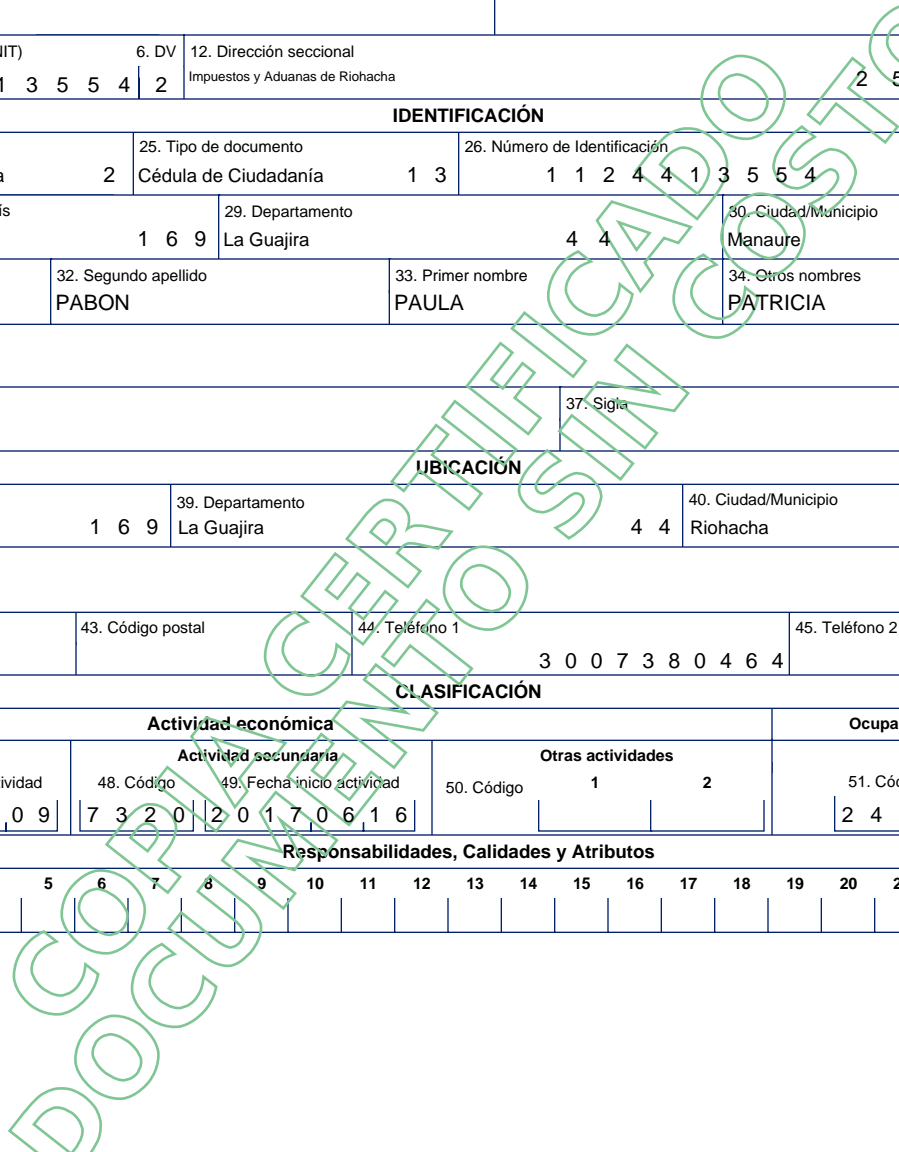 NIT) 6. DV 12. Dirección seccional
1 3 5 5 4 2 Impuestos y Aduanas de Riohacha 2 5
IDENTIFICACIÓN
25. Tipo de documento 26. Número de Identificación
a 2 Cédula de Ciudadanía 1 3 1 1 2 4 4 1 3 5 5 4
ís 29. Departamento 30. Ciudad/Municipio
1 6 9 La Guajira 4 4 Manaure
32. Segundo apellido 33. Primer nombre 34. Otros nombres
PABON PAULA PATRICIA
37. Sigla
UBICACIÓN
39. Departamento 40. Ciudad/Municipio
1 6 9 La Guajira 4 4 Riohacha
43. Código postal 44. Teléfono 1 45. Teléfono 2
3 0 0 7 3 8 0 4 6 4
CLASIFICACIÓN
Actividad económica Ocupa
Actividad secundaria Otras actividades
ividad 48. Código 49. Fecha inicio actividad 50. Código 1 2 51. Cód
0 9 7 3 2 0 2 0 1 7 0 6 1 6 2 4
Responsabilidades, Calidades y Atributos
5 6 7 8 9 10 11 12 13 14 15 16 17 18 19 20 2
COPIA CERTIFICADO
DOCUMENTO SIN COSTO